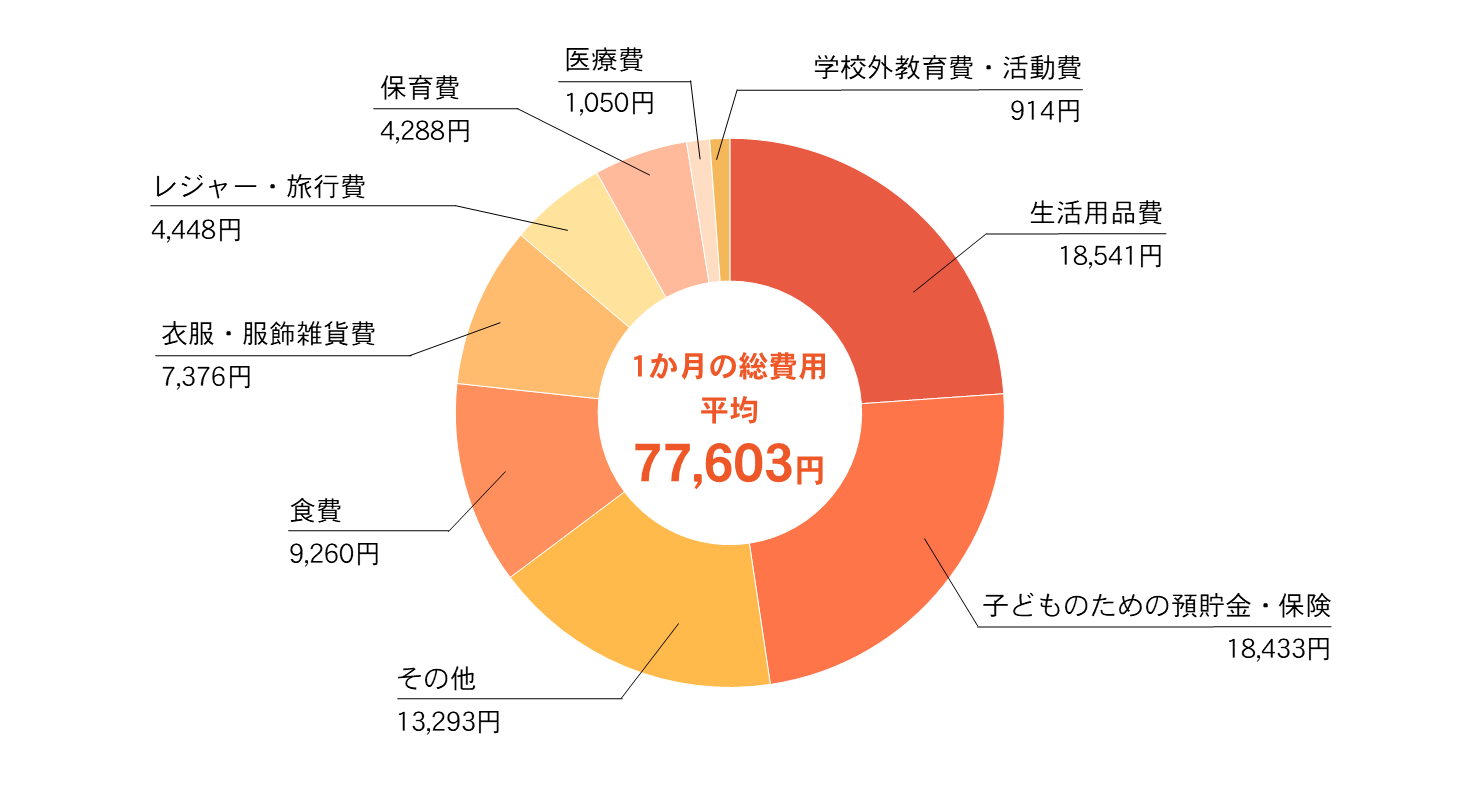 医療費
1,050円
学校外教育費・活動費
914円
保育費
4,288円
レジャー・旅行費
4,448円
生活用品費
18,541円
衣服・服飾雑貨費
7,376円
1か月の総費用
平均
77,603円
食費
9,260円
子どものための預貯金・保険
18,433円
その他
13,293円